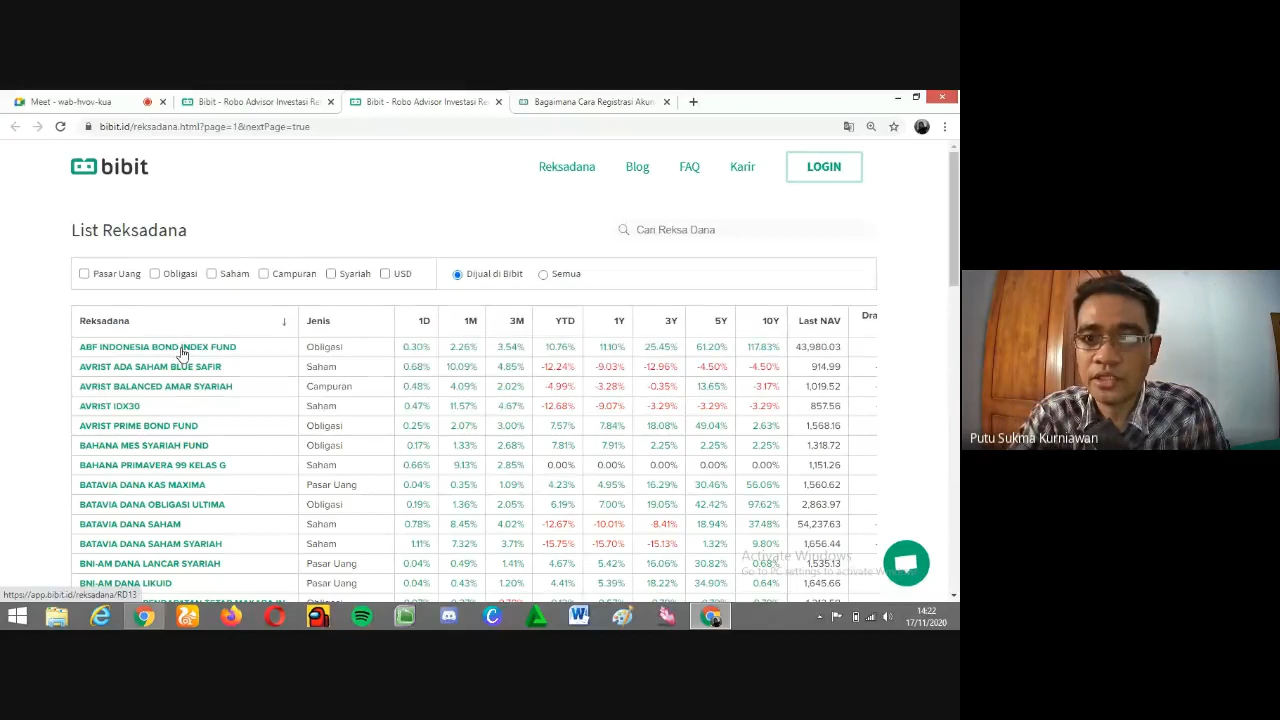 Meet - wab-hvov-kua
Bibit - Robo Advisor Investasi Re
Bibit - Robo Advisor Investasi Re
Bagaimana Cara Registrasi Akun
bibit.id/reksadana.html?page=1&nextPage=true
bibit
Reksadana Blog FAQ Karir LOGIN
List Reksadana
Cari Reksa Dana
Pasar Uang Obligasi Saham Campuran Syariah USD Dijual di Bibit Semua
Reksadana ↓ Jenis 1D 1M 3M YTD 1Y 3Y 5Y 10Y Last NAV Dra
ABF INDONESIA BOND INDEX FUND Obligasi 0.30% 2.26% 3.54% 10.76% 11.10% 25.45% 61.20% 117.83% 43,980.03
AVRIST ADA SAHAM BLUE SAFIR Saham 0.68% 10.09% 4.85% -12.24% -9.03% -12.96% -4.50% -4.50% 914.99
AVRIST BALANCED AMAR SYARIAH Campuran 0.48% 4.09% 2.02% -4.99% -3.28% -0.35% 13.65% -3.17% 1,019.52
AVRIST IDX30 Saham 0.47% 11.57% 4.67% -12.68% -9.07% -3.29% -3.29% -3.29% 857.56
AVRIST PRIME BOND FUND Obligasi 0.25% 2.07% 3.00% 7.57% 7.84% 18.08% 49.04% 2.63% 1,568.16
BAHANA MES SYARIAH FUND Obligasi 0.17% 1.33% 2.68% 7.81% 7.91% 2.25% 2.25% 2.25% 1,318.72
BAHANA PRIMAVERA 99 KELAS G Saham 0.66% 9.13% 2.85% 0.00% 0.00% 0.00% 0.00% 0.00% 1,151.26
BATAVIA DANA KAS MAXIMA Pasar Uang 0.04% 0.35% 1.09% 4.23% 4.95% 16.29% 30.46% 56.06% 1,560.62
BATAVIA DANA OBLIGASI ULTIMA Obligasi 0.19% 1.36% 2.05% 6.19% 7.00% 19.05% 42.42% 97.62% 2,863.97
BATAVIA DANA SAHAM Saham 0.78% 8.45% 4.02% -12.67% -10.01% -8.41% 18.94% 37.48% 54,237.63
BATAVIA DANA SAHAM SYARIAH Saham 1.11% 7.32% 3.71% -15.75% -15.70% -15.13% 1.32% 9.80% 1,656.44
BNI-AM DANA LANCAR SYARIAH Pasar Uang 0.04% 0.49% 1.41% 4.67% 5.42% 16.06% 30.82% 0.68% 1,535.13
BNI-AM DANA LIKUID Pasar Uang 0.04% 0.43% 1.20% 4.41% 5.39% 18.22% 34.90% 0.64% 1,645.66
Activate Windows
Go to PC settings to activate Windows.
https://app.bibit.id/reksadana/RD13
14:22
17/11/2020
Putu Sukma Kurniawan